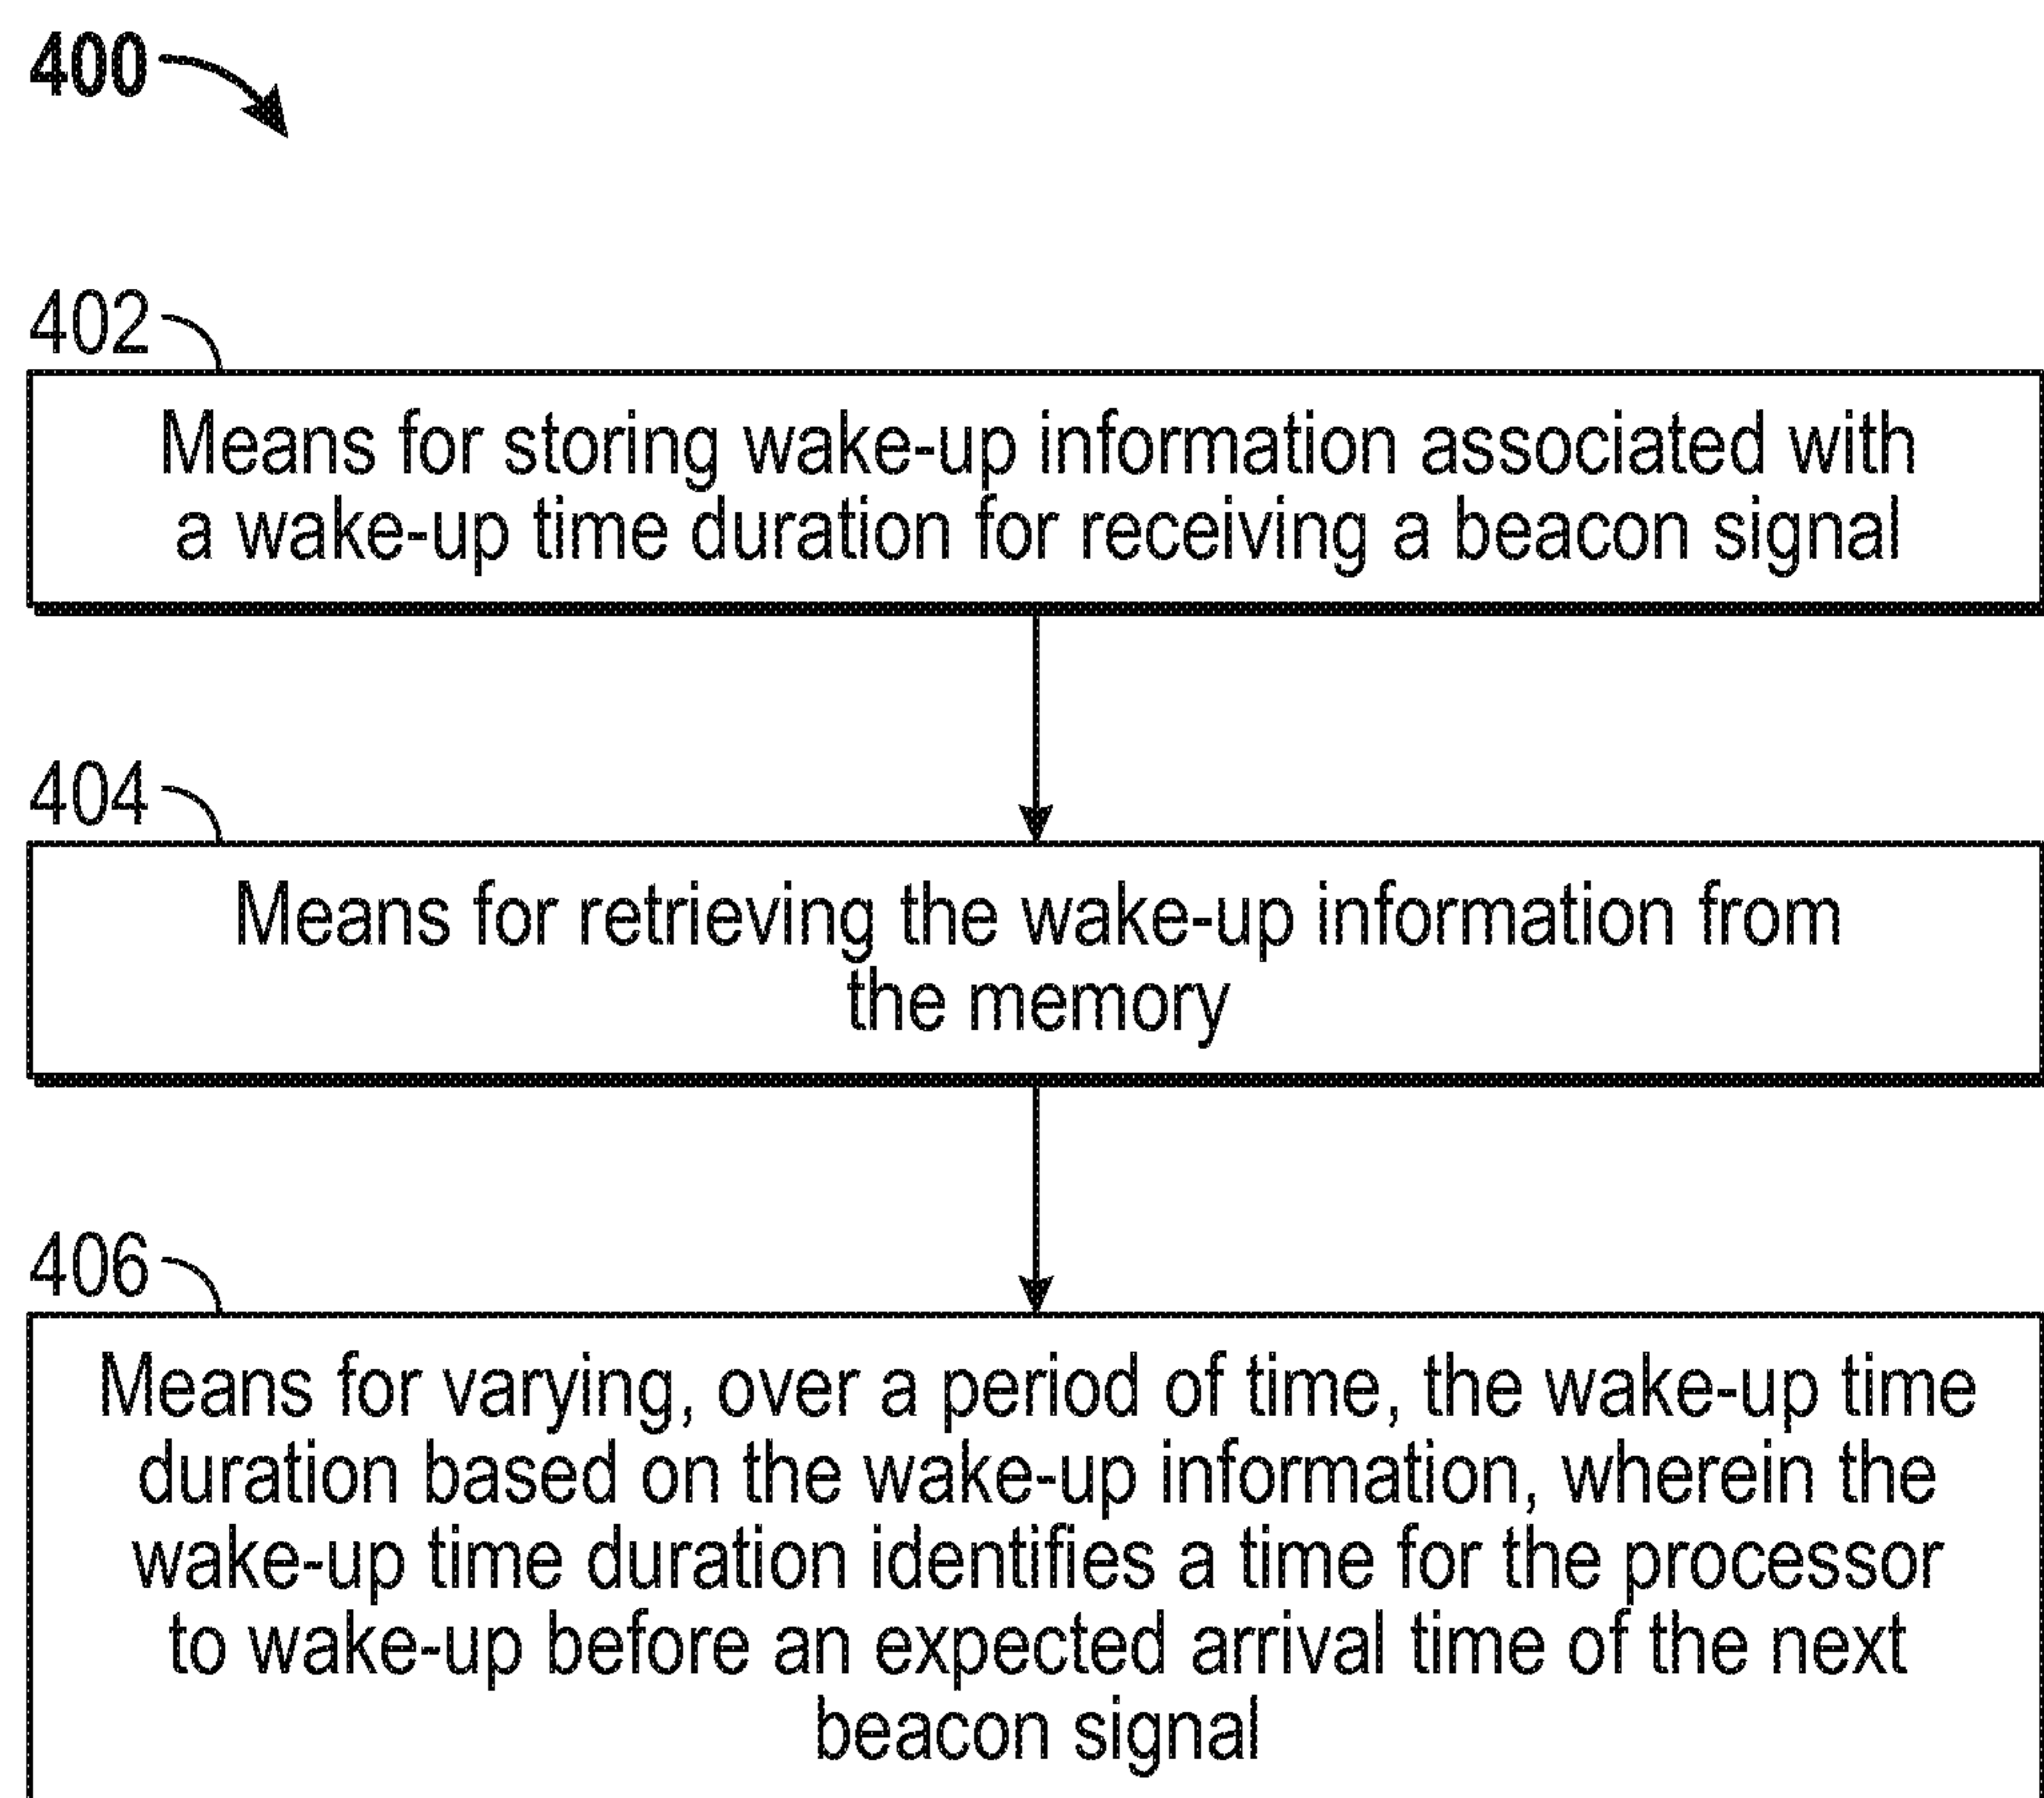 400
402
Means for storing wake-up information associated with
a wake-up time duration for receiving a beacon signal
404
Means for retrieving the wake-up information from
the memory
406
Means for varying, over a period of time, the wake-up time
duration based on the wake-up information, wherein the
wake-up time duration identifies a time for the processor
to wake-up before an expected arrival time of the next
beacon signal